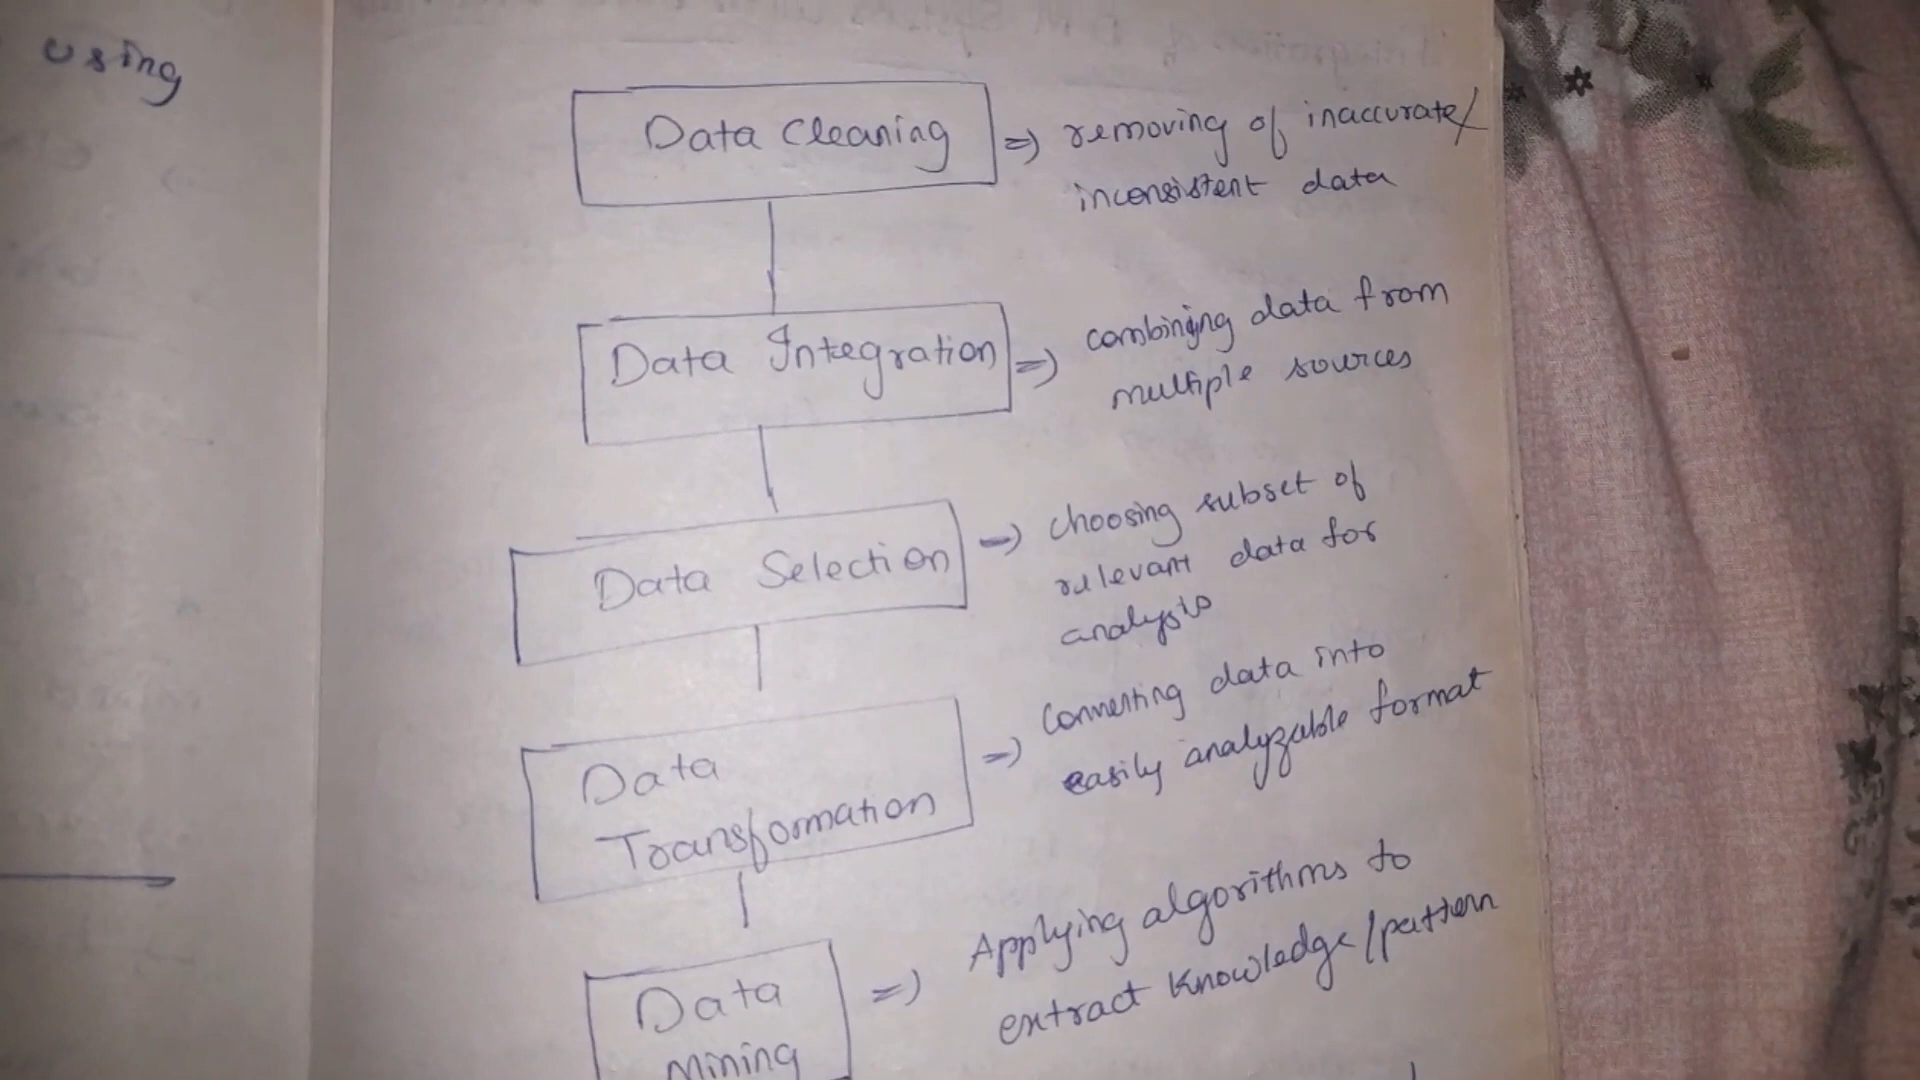 using
Data Cleaning => removing of inaccurate/
inconsistent data
Data Integration => combining data from
multiple sources
Data Selection => choosing subset of
relevant data for
analysis
Data
Transformation => Converting data into
easily analyzable format
Data
Mining => Applying algorithms to
extract knowledge/pattern